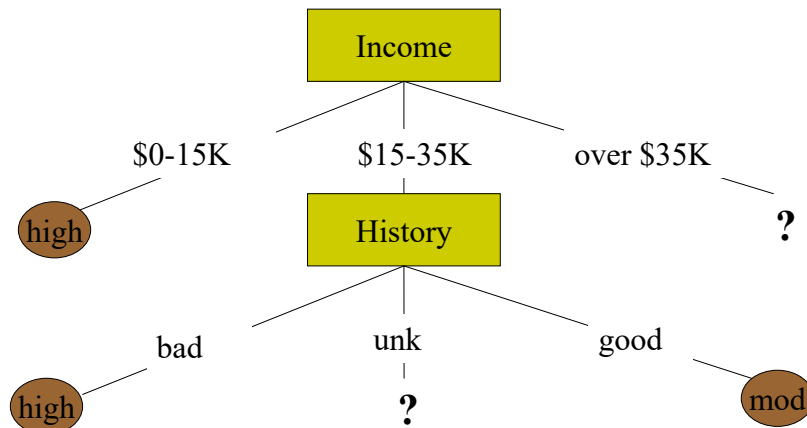 Income
$0-15K $15-35K over $35K
high History ?
bad unk good
high ? mod